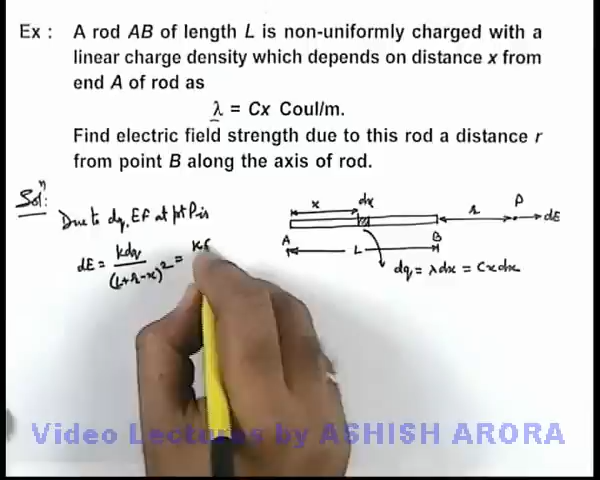 Ex : A rod AB of length L is non-uniformly charged with a
linear charge density which depends on distance x from
end A of rod as
λ = Cx Coul/m.
Find electric field strength due to this rod a distance r
from point B along the axis of rod.
Solⁿ:
Due to dq, EF at pt P is
dE = kdq / (L+r-x)² = k
x
dx
r
P
dE
A
L
B
dq = λdx = Cxdx
Video Lectures by ASHISH ARORA